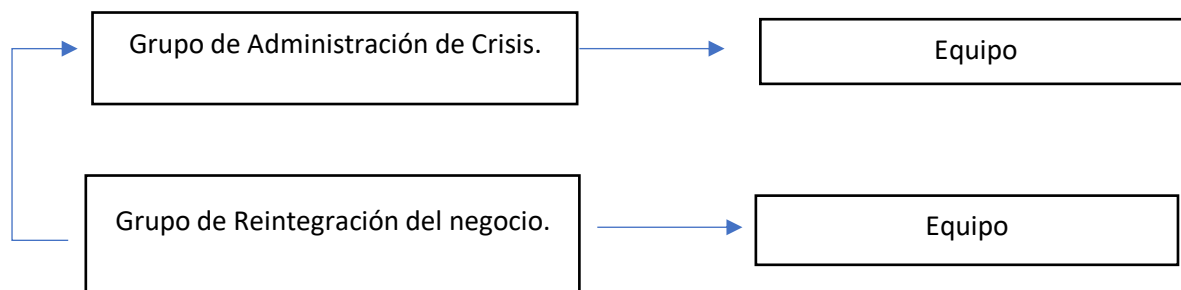 Grupo de Administración de Crisis.
Equipo
Grupo de Reintegración del negocio.
Equipo